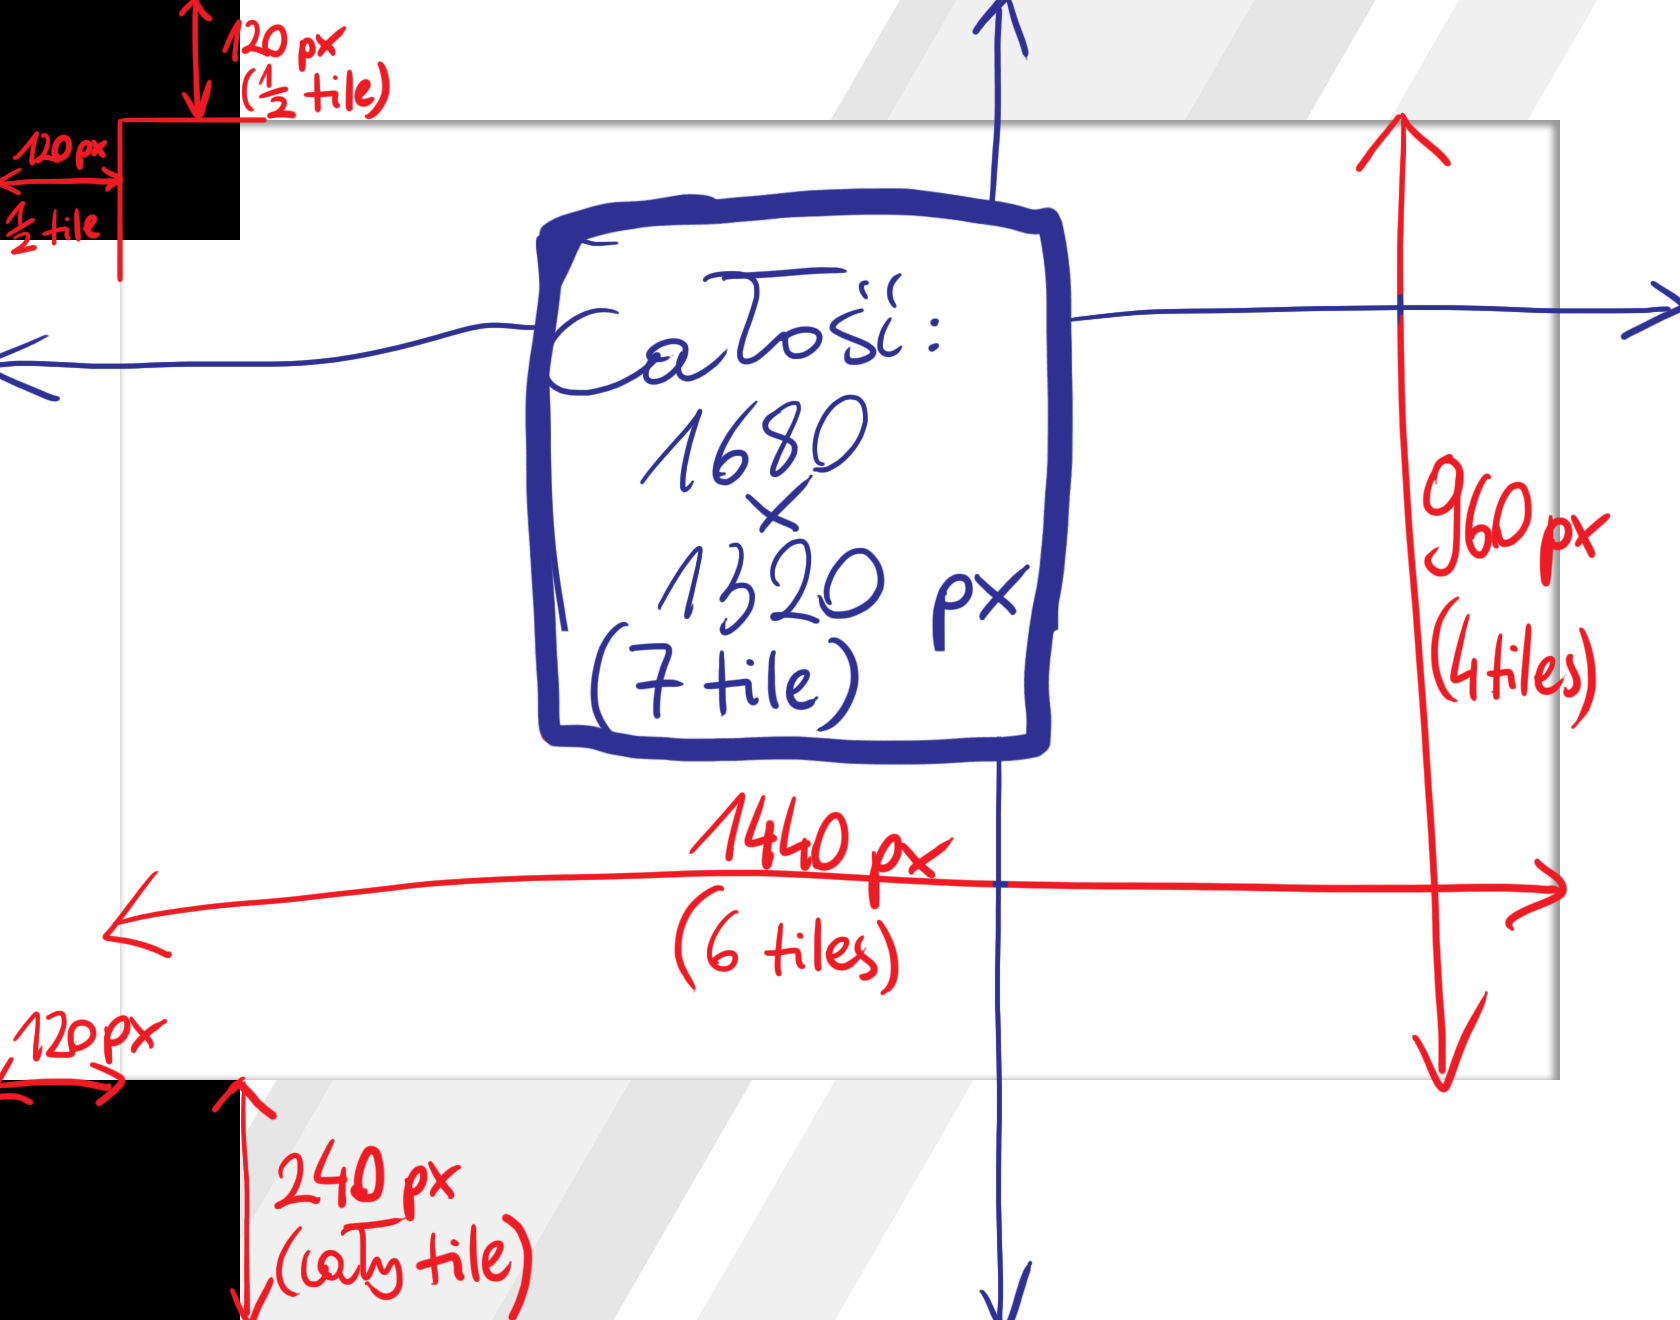 120 px
(1/2 tile)
120 px
1/2 tile
Całość:
1680
×
1320 px
(7 tile)
960 px
(4 tiles)
1440 px
(6 tiles)
120 px
240 px
(cały tile)